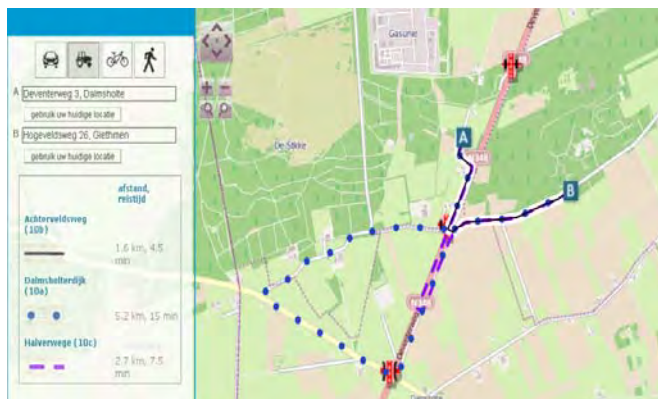 A Deventerweg 3, Dalmsholte
gebruik uw huidige locatie
B Hogeveldsweg 26, Giethmen
gebruik uw huidige locatie
afstand,
reistijd
Achterveldsweg
(10b)
1.6 km, 4.5
min
Dalmsholterdijk
(10a)
5.2 km, 15 min
Halverwege (10c)
2.7 km, 7.5
min
Gasunie
De Stikke
A
N348
B
N348